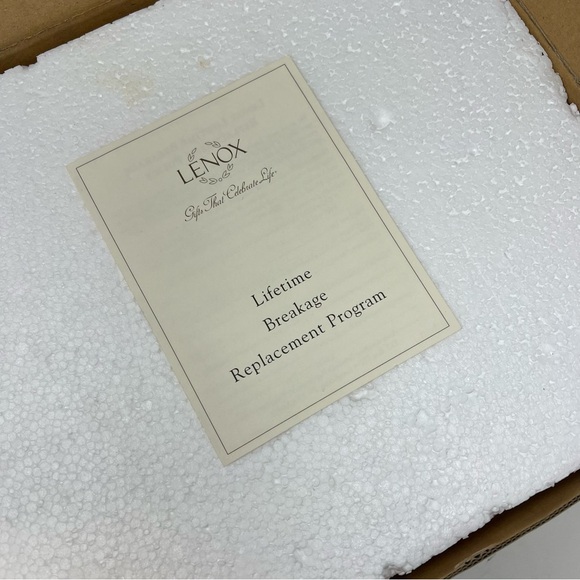 LENOX
Gifts That Celebrate Life
Lifetime
Breakage
Replacement Program